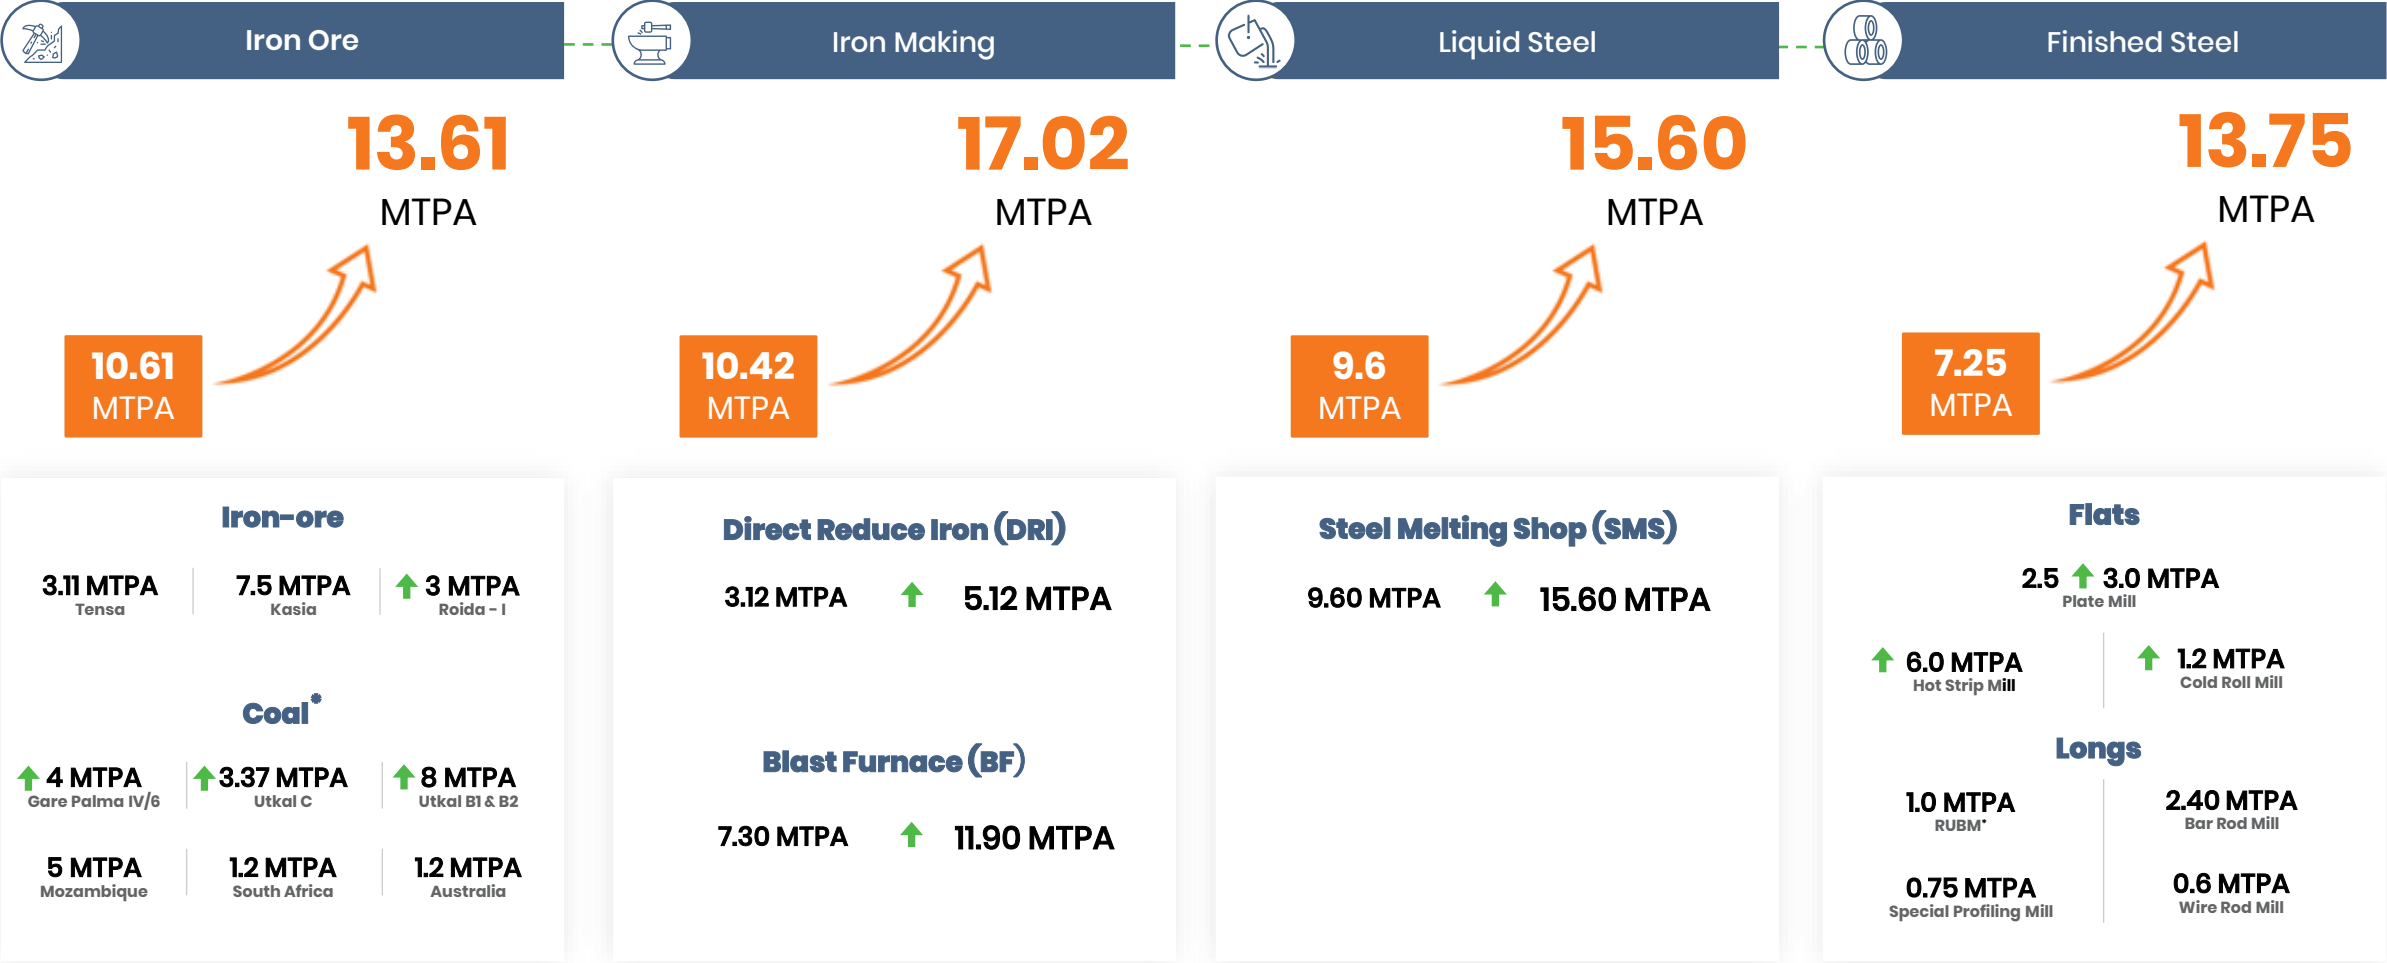 Iron Ore
13.61
MTPA
10.61
MTPA
Iron-ore
3.11 MTPA
Tensa
7.5 MTPA
Kasia
3 MTPA
Roida - I
Coal*
4 MTPA
Gare Palma IV/6
3.37 MTPA
Utkal C
8 MTPA
Utkal B1 & B2
5 MTPA
Mozambique
1.2 MTPA
South Africa
1.2 MTPA
Australia
Iron Making
17.02
MTPA
10.42
MTPA
Direct Reduce Iron (DRI)
3.12 MTPA 5.12 MTPA
Blast Furnace (BF)
7.30 MTPA 11.90 MTPA
Liquid Steel
15.60
MTPA
9.6
MTPA
Steel Melting Shop (SMS)
9.60 MTPA 15.60 MTPA
Finished Steel
13.75
MTPA
7.25
MTPA
Flats
2.5 3.0 MTPA
Plate Mill
6.0 MTPA
Hot Strip Mill
1.2 MTPA
Cold Roll Mill
Longs
1.0 MTPA
RUBM*
2.40 MTPA
Bar Rod Mill
0.75 MTPA
Special Profiling Mill
0.6 MTPA
Wire Rod Mill